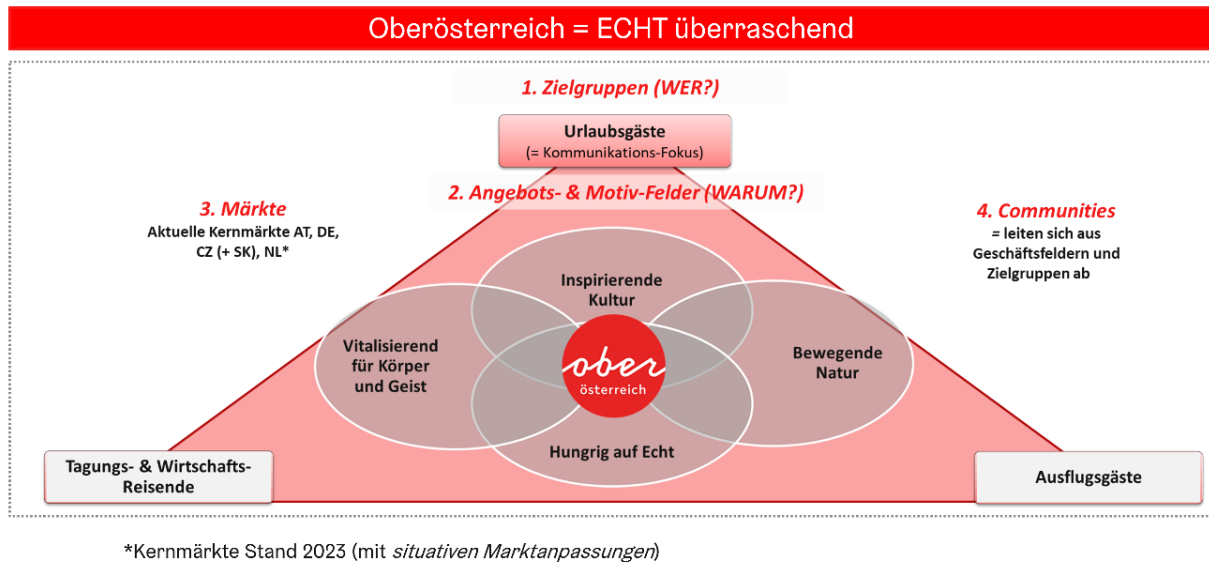 Oberösterreich = ECHT überraschend
1. Zielgruppen (WER?)
Urlaubsgäste
(= Kommunikations-Fokus)
2. Angebots- & Motiv-Felder (WARUM?)
3. Märkte
Aktuelle Kernmärkte AT, DE,
CZ (+ SK), NL*
4. Communities
= leiten sich aus
Geschäftsfeldern und
Zielgruppen ab
Inspirierende
Kultur
Vitalisierend
für Körper
und Geist
ober
österreich
Bewegende
Natur
Hungrig auf Echt
Tagungs- & Wirtschafts-
Reisende
Ausflugsgäste
*Kernmärkte Stand 2023 (mit situativen Marktanpassungen)